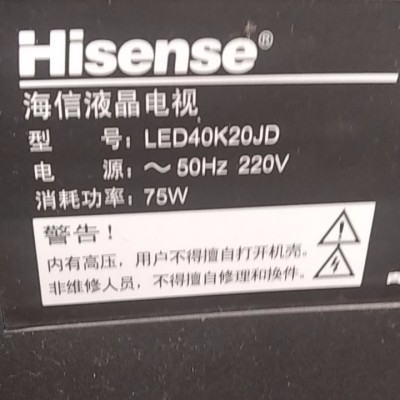 Hisense®
海信液晶电视
型 号: LED40K20JD
电 源: ～50Hz 220V
消耗功率: 75W
警告!
内有高压，用户不得擅自打开机壳。
非维修人员，不得擅自修理和换件。